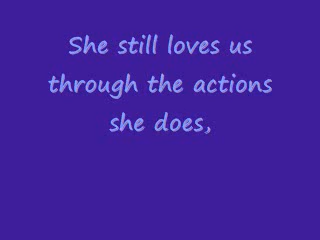 She still loves us
through the actions
she does,